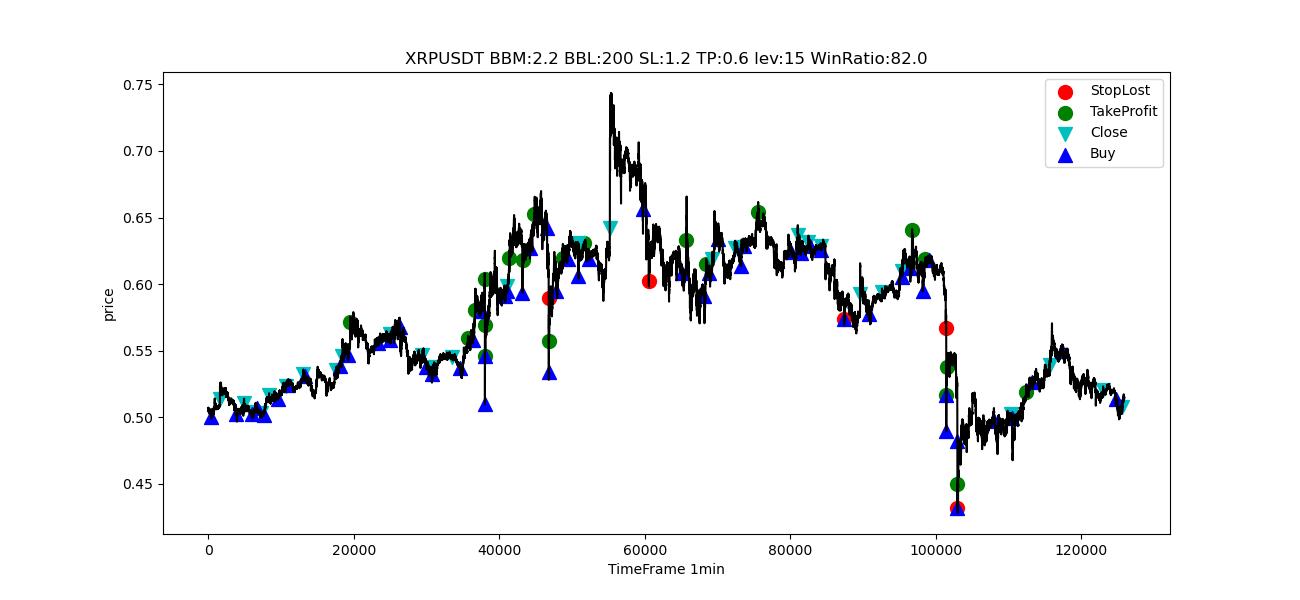 XRPUSDT BBM:2.2 BBL:200 SL:1.2 TP:0.6 lev:15 WinRatio:82.0
StopLost
TakeProfit
Close
Buy
price
0.75
0.70
0.65
0.60
0.55
0.50
0.45
0 20000 40000 60000 80000 100000 120000
TimeFrame 1min